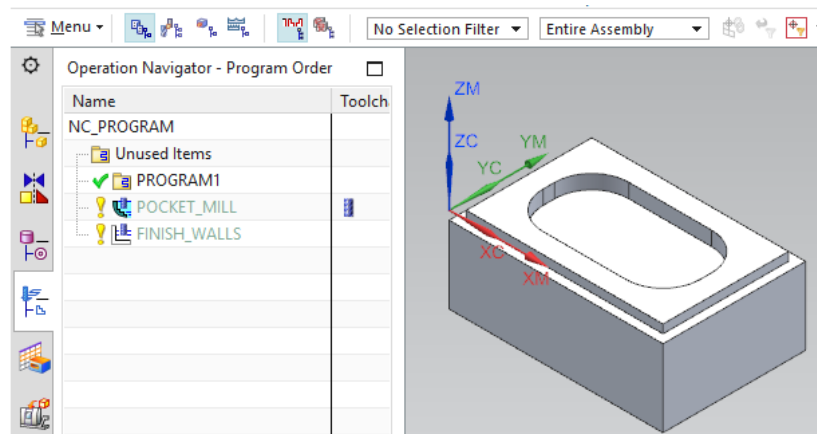 Menu
No Selection Filter
Entire Assembly
Operation Navigator - Program Order
Name Toolch
NC_PROGRAM
Unused Items
PROGRAM1
POCKET_MILL
FINISH_WALLS
ZM
ZC
YM
YC
XC
XM